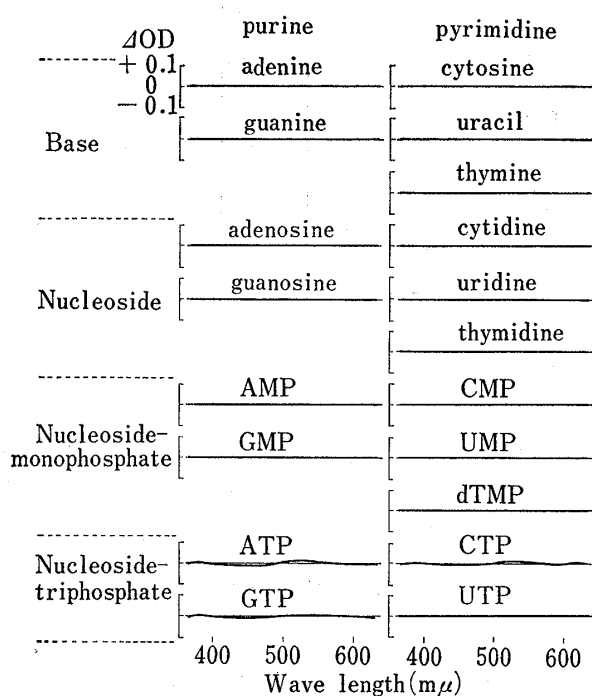 purine pyrimidine
ΔOD
+ 0.1 adenine cytosine
0
− 0.1
guanine uracil
Base
thymine
adenosine cytidine
Nucleoside guanosine uridine
thymidine
AMP CMP
Nucleoside- GMP UMP
monophosphate
dTMP
ATP CTP
Nucleoside-
triphosphate GTP UTP
400 500 600 400 500 600
Wave length(mμ)